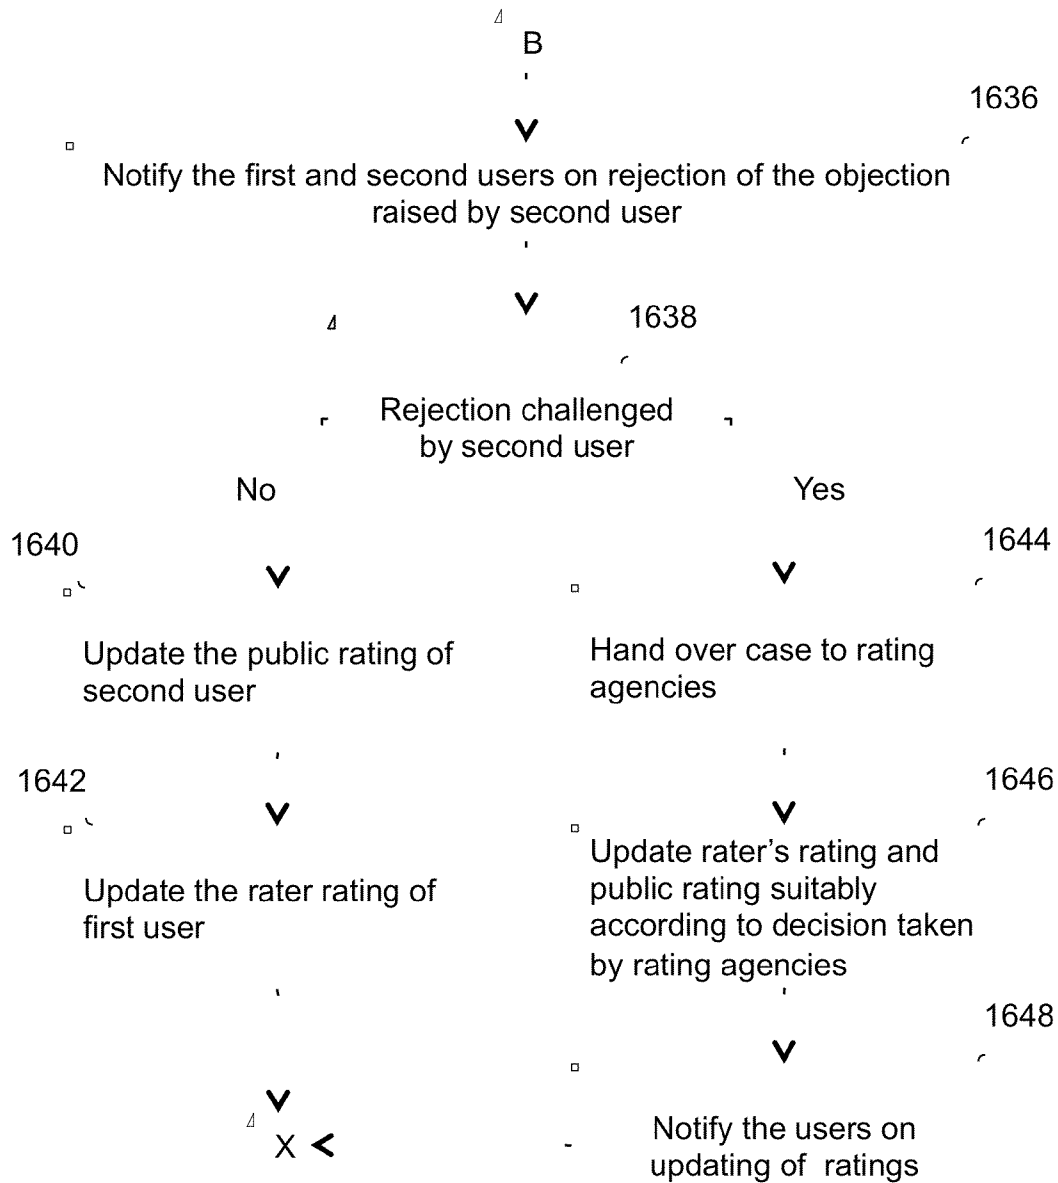 B
1636
Notify the first and second users on rejection of the objection
raised by second user
1638
Rejection challenged
by second user
No
Yes
1640
1644
Update the public rating of
second user
Hand over case to rating
agencies
1642
1646
Update the rater rating of
first user
Update rater's rating and
public rating suitably
according to decision taken
by rating agencies
1648
X
Notify the users on
updating of ratings